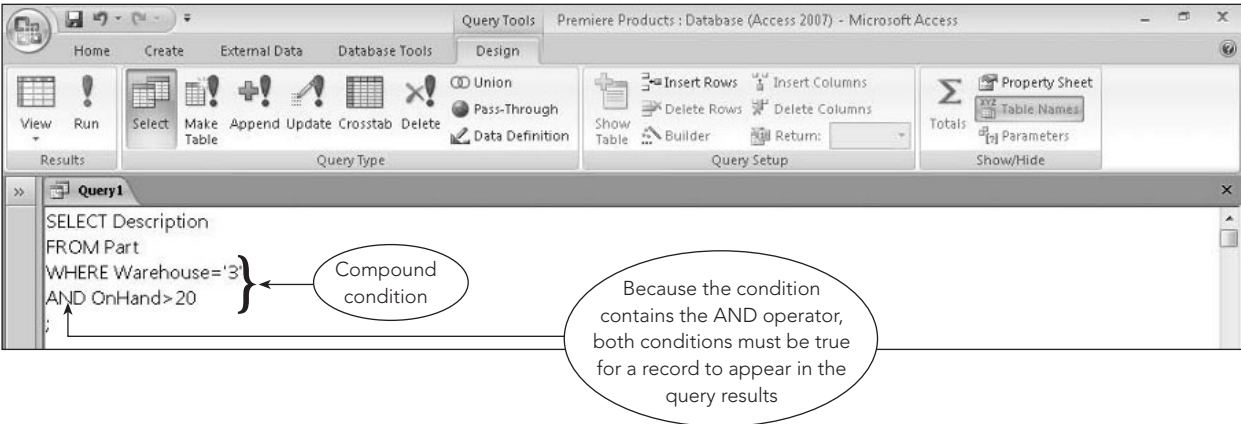 Query Tools Premiere Products : Database (Access 2007) - Microsoft Access
Home Create External Data Database Tools Design
View
Run
Select
Make Table
Append
Update
Crosstab
Delete
Union
Pass-Through
Data Definition
Show Table
Insert Rows
Delete Rows
Builder
Insert Columns
Delete Columns
Return:
Totals
Property Sheet
Table Names
Parameters
Results Query Type Query Setup Show/Hide
Query1
SELECT Description
FROM Part
WHERE Warehouse='3'
AND OnHand>20
;
Compound
condition
Because the condition
contains the AND operator,
both conditions must be true
for a record to appear in the
query results